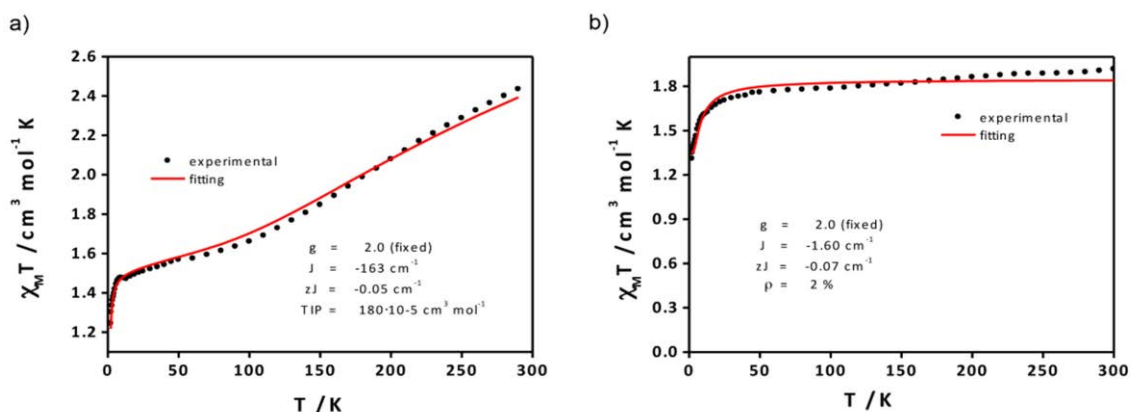 a)
χMT /cm³ mol⁻¹ K
2.6
2.4
2.2
2.0
1.8
1.6
1.4
1.2
experimental
fitting
g = 2.0 (fixed)
J = -163 cm⁻¹
zJ = -0.05 cm⁻¹
TIP = 180·10-5 cm³ mol⁻¹
0 50 100 150 200 250 300
T /K
b)
χMT /cm³ mol⁻¹ K
1.8
1.6
1.2
0.9
0.6
0.3
0.0
experimental
fitting
g = 2.0 (fixed)
J = -1.60 cm⁻¹
zJ = -0.07 cm⁻¹
ρ = 2 %
0 50 100 150 200 250 300
T /K